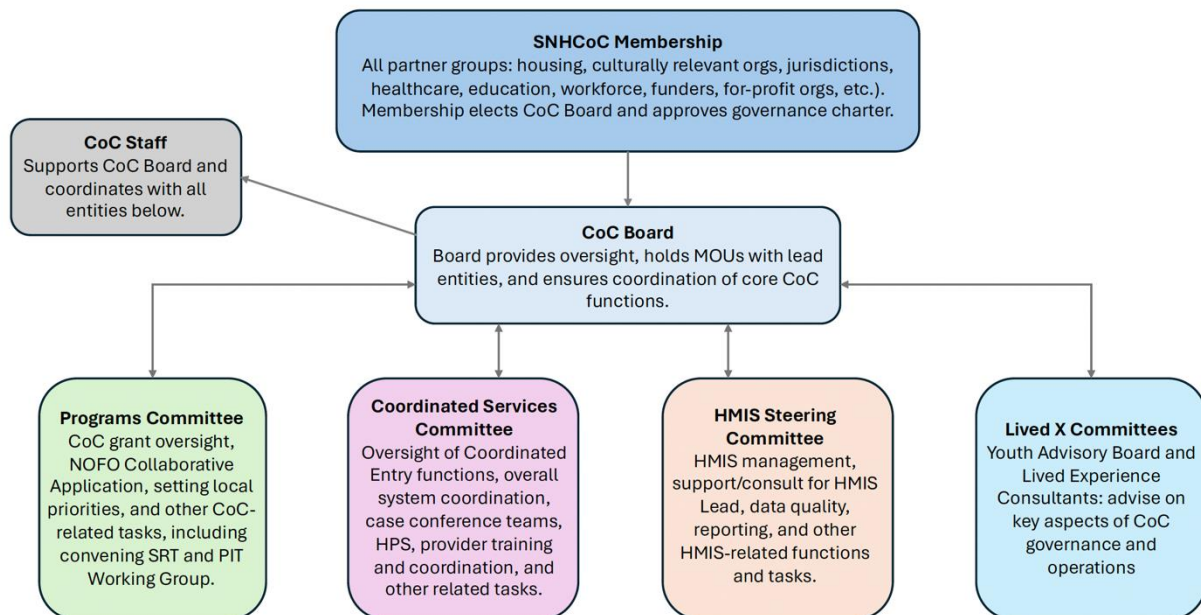 SNHCoC Membership
All partner groups: housing, culturally relevant orgs, jurisdictions,
healthcare, education, workforce, funders, for-profit orgs, etc.).
Membership elects CoC Board and approves governance charter.
CoC Staff
Supports CoC Board and
coordinates with all
entities below.
CoC Board
Board provides oversight, holds MOUs with lead
entities, and ensures coordination of core CoC
functions.
Programs Committee
CoC grant oversight,
NOFO Collaborative
Application, setting local
priorities, and other CoC-
related tasks, including
convening SRT and PIT
Working Group.
Coordinated Services
Committee
Oversight of Coordinated
Entry functions, overall
system coordination,
case conference teams,
HPS, provider training
and coordination, and
other related tasks.
HMIS Steering
Committee
HMIS management,
support/consult for HMIS
Lead, data quality,
reporting, and other
HMIS-related functions
and tasks.
Lived X Committees
Youth Advisory Board and
Lived Experience
Consultants: advise on
key aspects of CoC
governance and
operations